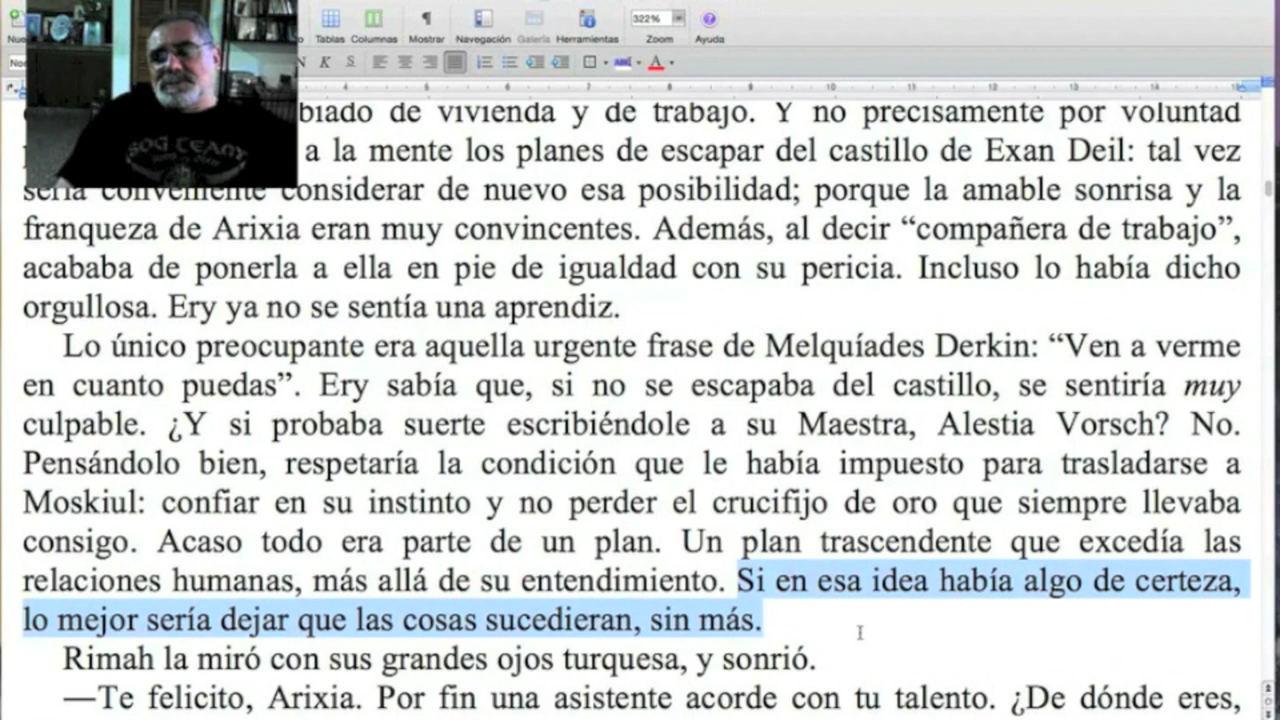 Tablas Columnas Mostrar Navegación Galería Herramientas Zoom Ayuda
322%
biado de vivienda y de trabajo. Y no precisamente por voluntad
a la mente los planes de escapar del castillo de Exan Deil: tal vez
sería conveniente considerar de nuevo esa posibilidad; porque la amable sonrisa y la
franqueza de Arixia eran muy convincentes. Además, al decir “compañera de trabajo”,
acababa de ponerla a ella en pie de igualdad con su pericia. Incluso lo había dicho
orgullosa. Ery ya no se sentía una aprendiz.
Lo único preocupante era aquella urgente frase de Melquíades Derkin: “Ven a verme
en cuanto puedas”. Ery sabía que, si no se escapaba del castillo, se sentiría muy
culpable. ¿Y si probaba suerte escribiéndole a su Maestra, Alestia Vorsch? No.
Pensándolo bien, respetaría la condición que le había impuesto para trasladarse a
Moskiul: confiar en su instinto y no perder el crucifijo de oro que siempre llevaba
consigo. Acaso todo era parte de un plan. Un plan trascendente que excedía las
relaciones humanas, más allá de su entendimiento. Si en esa idea había algo de certeza,
lo mejor sería dejar que las cosas sucedieran, sin más.
Rimah la miró con sus grandes ojos turquesa, y sonrió.
—Te felicito, Arixia. Por fin una asistente acorde con tu talento. ¿De dónde eres,